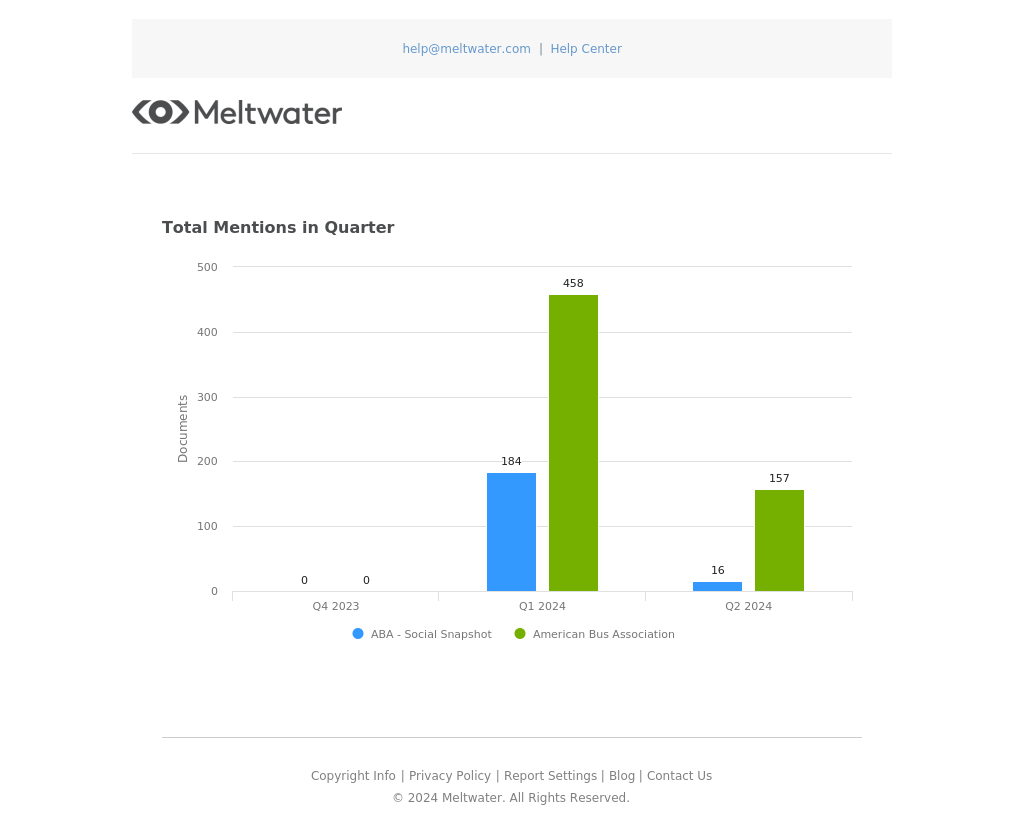 help@meltwater.com | Help Center
Meltwater
Total Mentions in Quarter
500
458
400
300
Documents
200
184
157
100
16
0
0
0
Q4 2023
Q1 2024
Q2 2024
ABA - Social Snapshot
American Bus Association
Copyright Info | Privacy Policy | Report Settings | Blog | Contact Us
© 2024 Meltwater. All Rights Reserved.